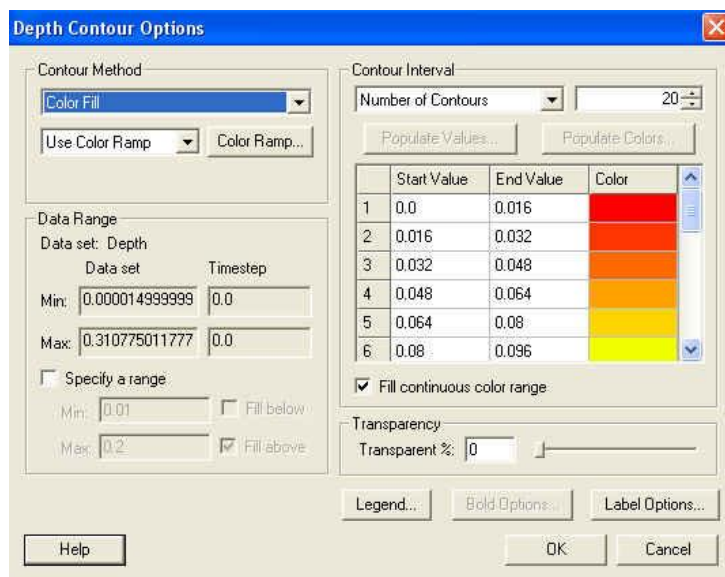 Depth Contour Options
Contour Method
Color Fill
Use Color Ramp
Color Ramp...
Data Range
Data set: Depth
Data set Timestep
Min: 0.000014999999 0.0
Max: 0.310775011777 0.0
Specify a range
Min: 0.01 Fill below
Max: 0.2 Fill above
Contour Interval
Number of Contours 20
Populate Values... Populate Colors...
Start Value End Value Color
1 0.0 0.016
2 0.016 0.032
3 0.032 0.048
4 0.048 0.064
5 0.064 0.08
6 0.08 0.096
Fill continuous color range
Transparency
Transparent %: 0
Legend... Bold Options... Label Options...
Help OK Cancel